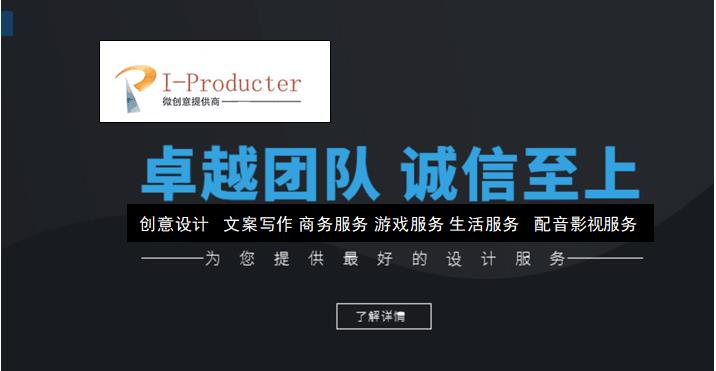 I-Producter
微创意提供商
卓越团队 诚信至上
创意设计 文案写作 商务服务 游戏服务 生活服务 配音影视服务
为您提供最好的设计服务
了解详情